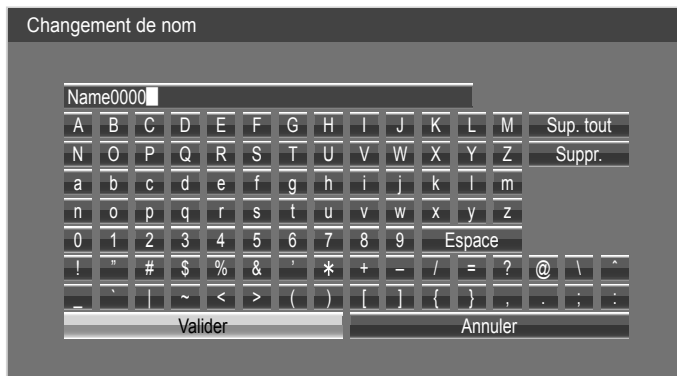 Changement de nom
Name0000
A B C D E F G H I J K L M Sup. tout
N O P Q R S T U V W X Y Z Suppr.
a b c d e f g h i j k l m
n o p q r s t u v w x y z
0 1 2 3 4 5 6 7 8 9 Espace
! " # $ % & ' * + – / = ? @ \ ^
_ ` | ~ < > ( ) [ ] { } , . ; :
Valider Annuler